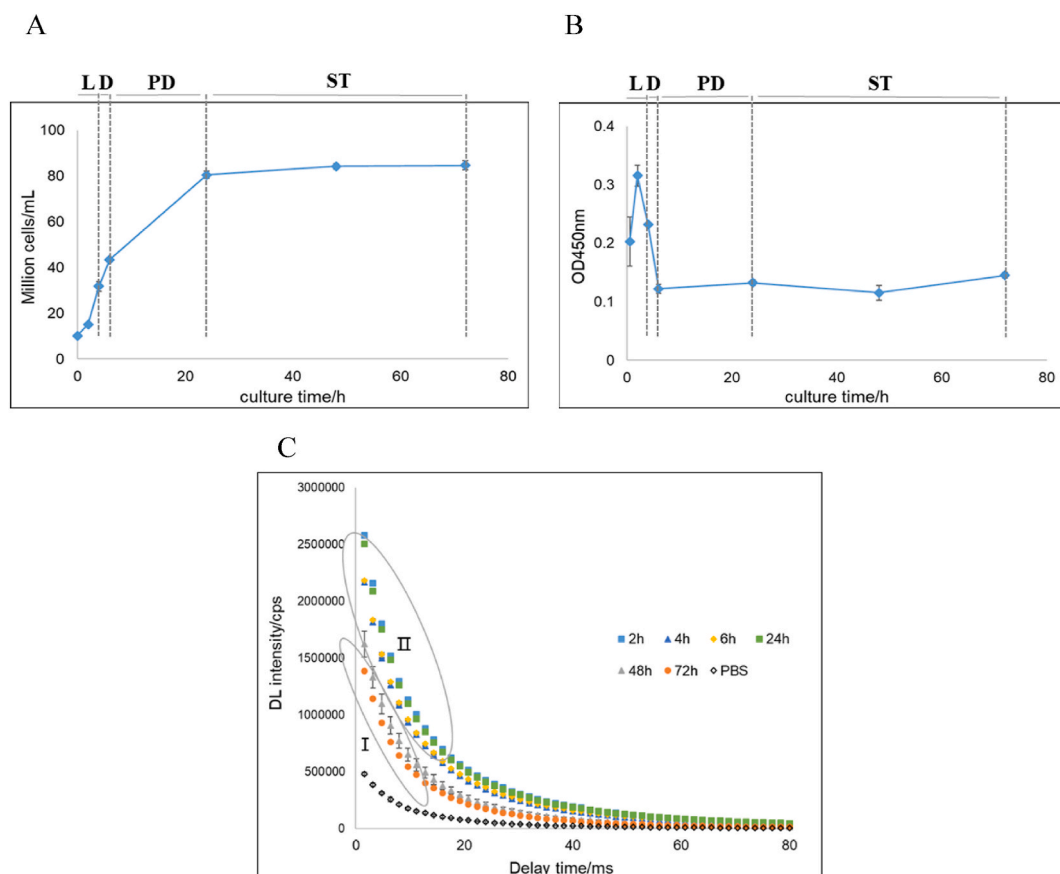 A
L D PD ST
100
80
60
40
20
0
Million cells/mL
0 20 40 60 80
culture time/h
B
L D PD ST
0.4
0.3
0.2
0.1
0
OD450nm
0 20 40 60 80
culture time/h
C
3000000
2500000
2000000
1500000
1000000
500000
0
DL intensity/cps
II
I
2h 4h 6h 24h
48h 72h PBS
0 20 40 60 80
Delay time/ms